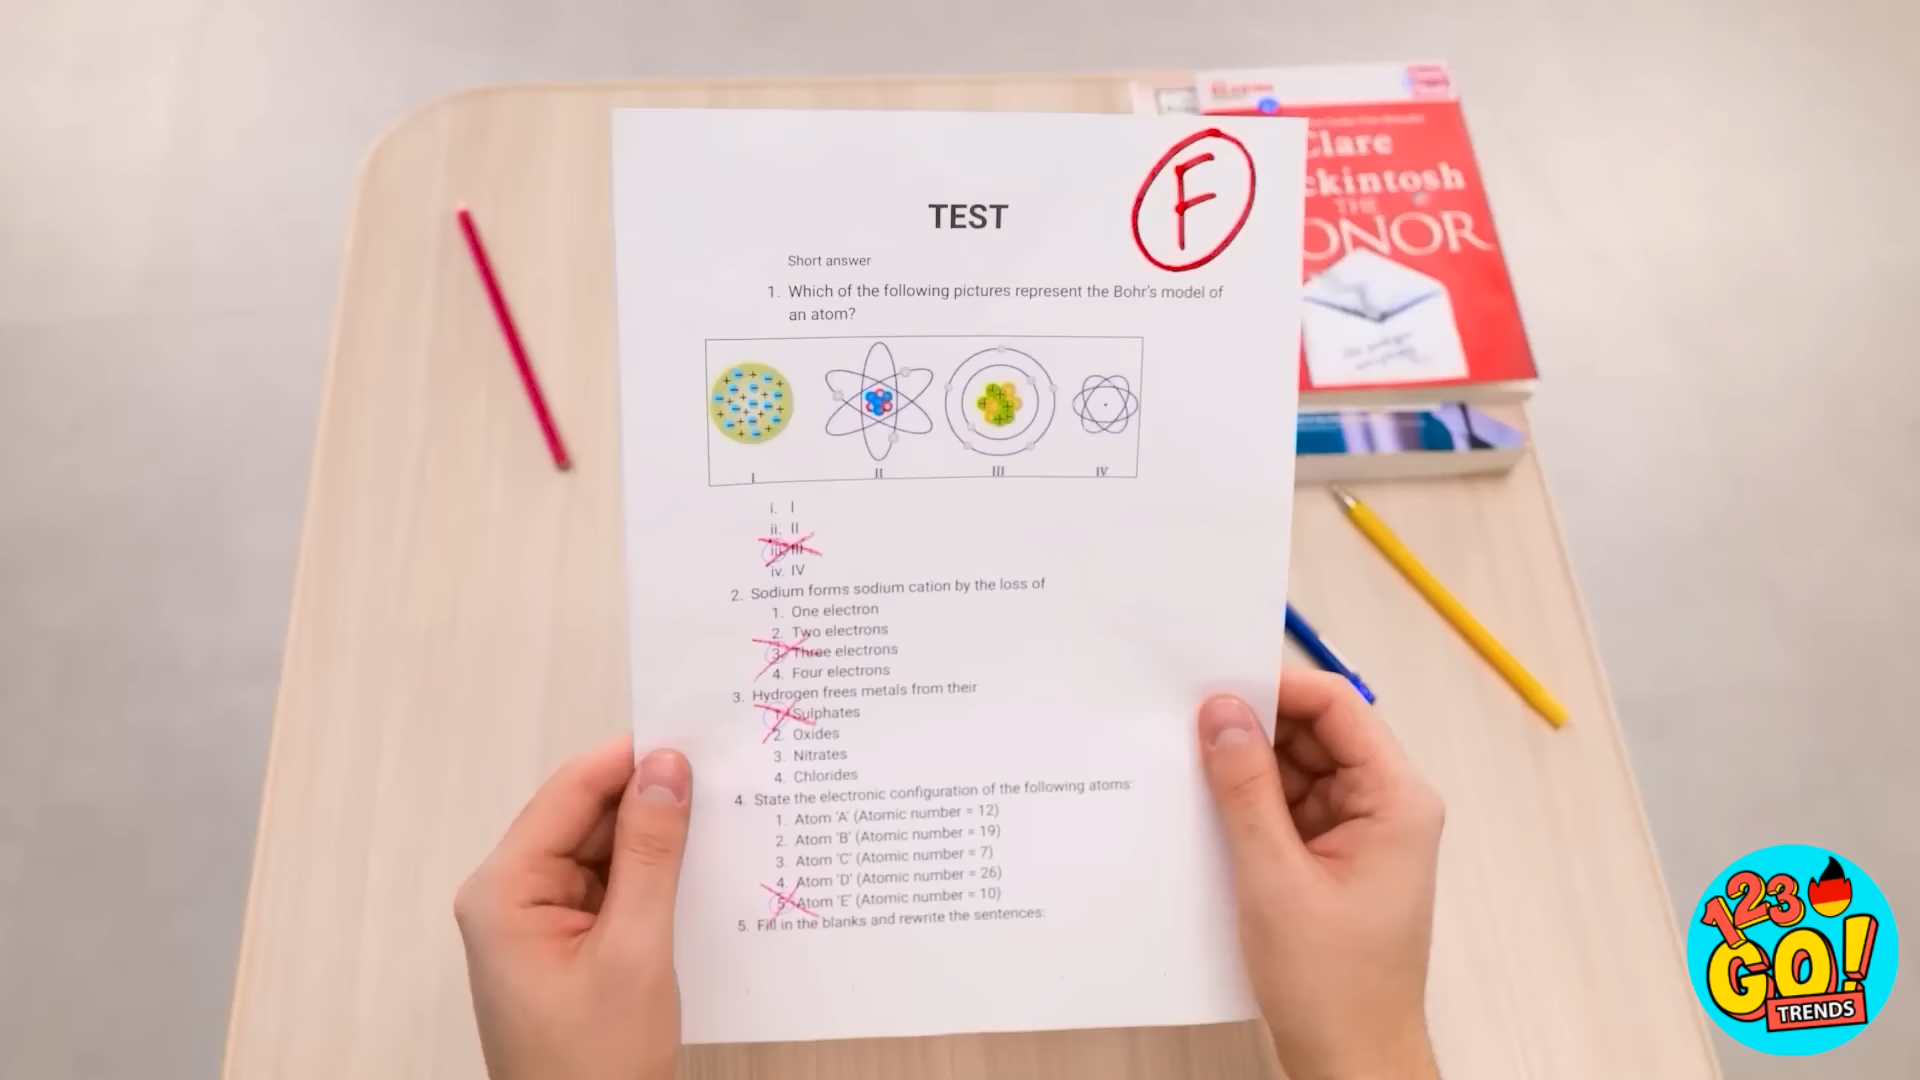 F
TEST
Short answer
1. Which of the following pictures represent the Bohr's model of
an atom?
I II III IV
i. I
ii. II
iii. III
iv. IV
2. Sodium forms sodium cation by the loss of
1. One electron
2. Two electrons
3. Three electrons
4. Four electrons
3. Hydrogen frees metals from their
1. Sulphates
2. Oxides
3. Nitrates
4. Chlorides
4. State the electronic configuration of the following atoms:
1. Atom 'A' (Atomic number = 12)
2. Atom 'B' (Atomic number = 19)
3. Atom 'C' (Atomic number = 7)
4. Atom 'D' (Atomic number = 26)
5. Atom 'E' (Atomic number = 10)
5. Fill in the blanks and rewrite the sentences:
Clare
ckintosh
THE
ONOR
123
GO!
TRENDS